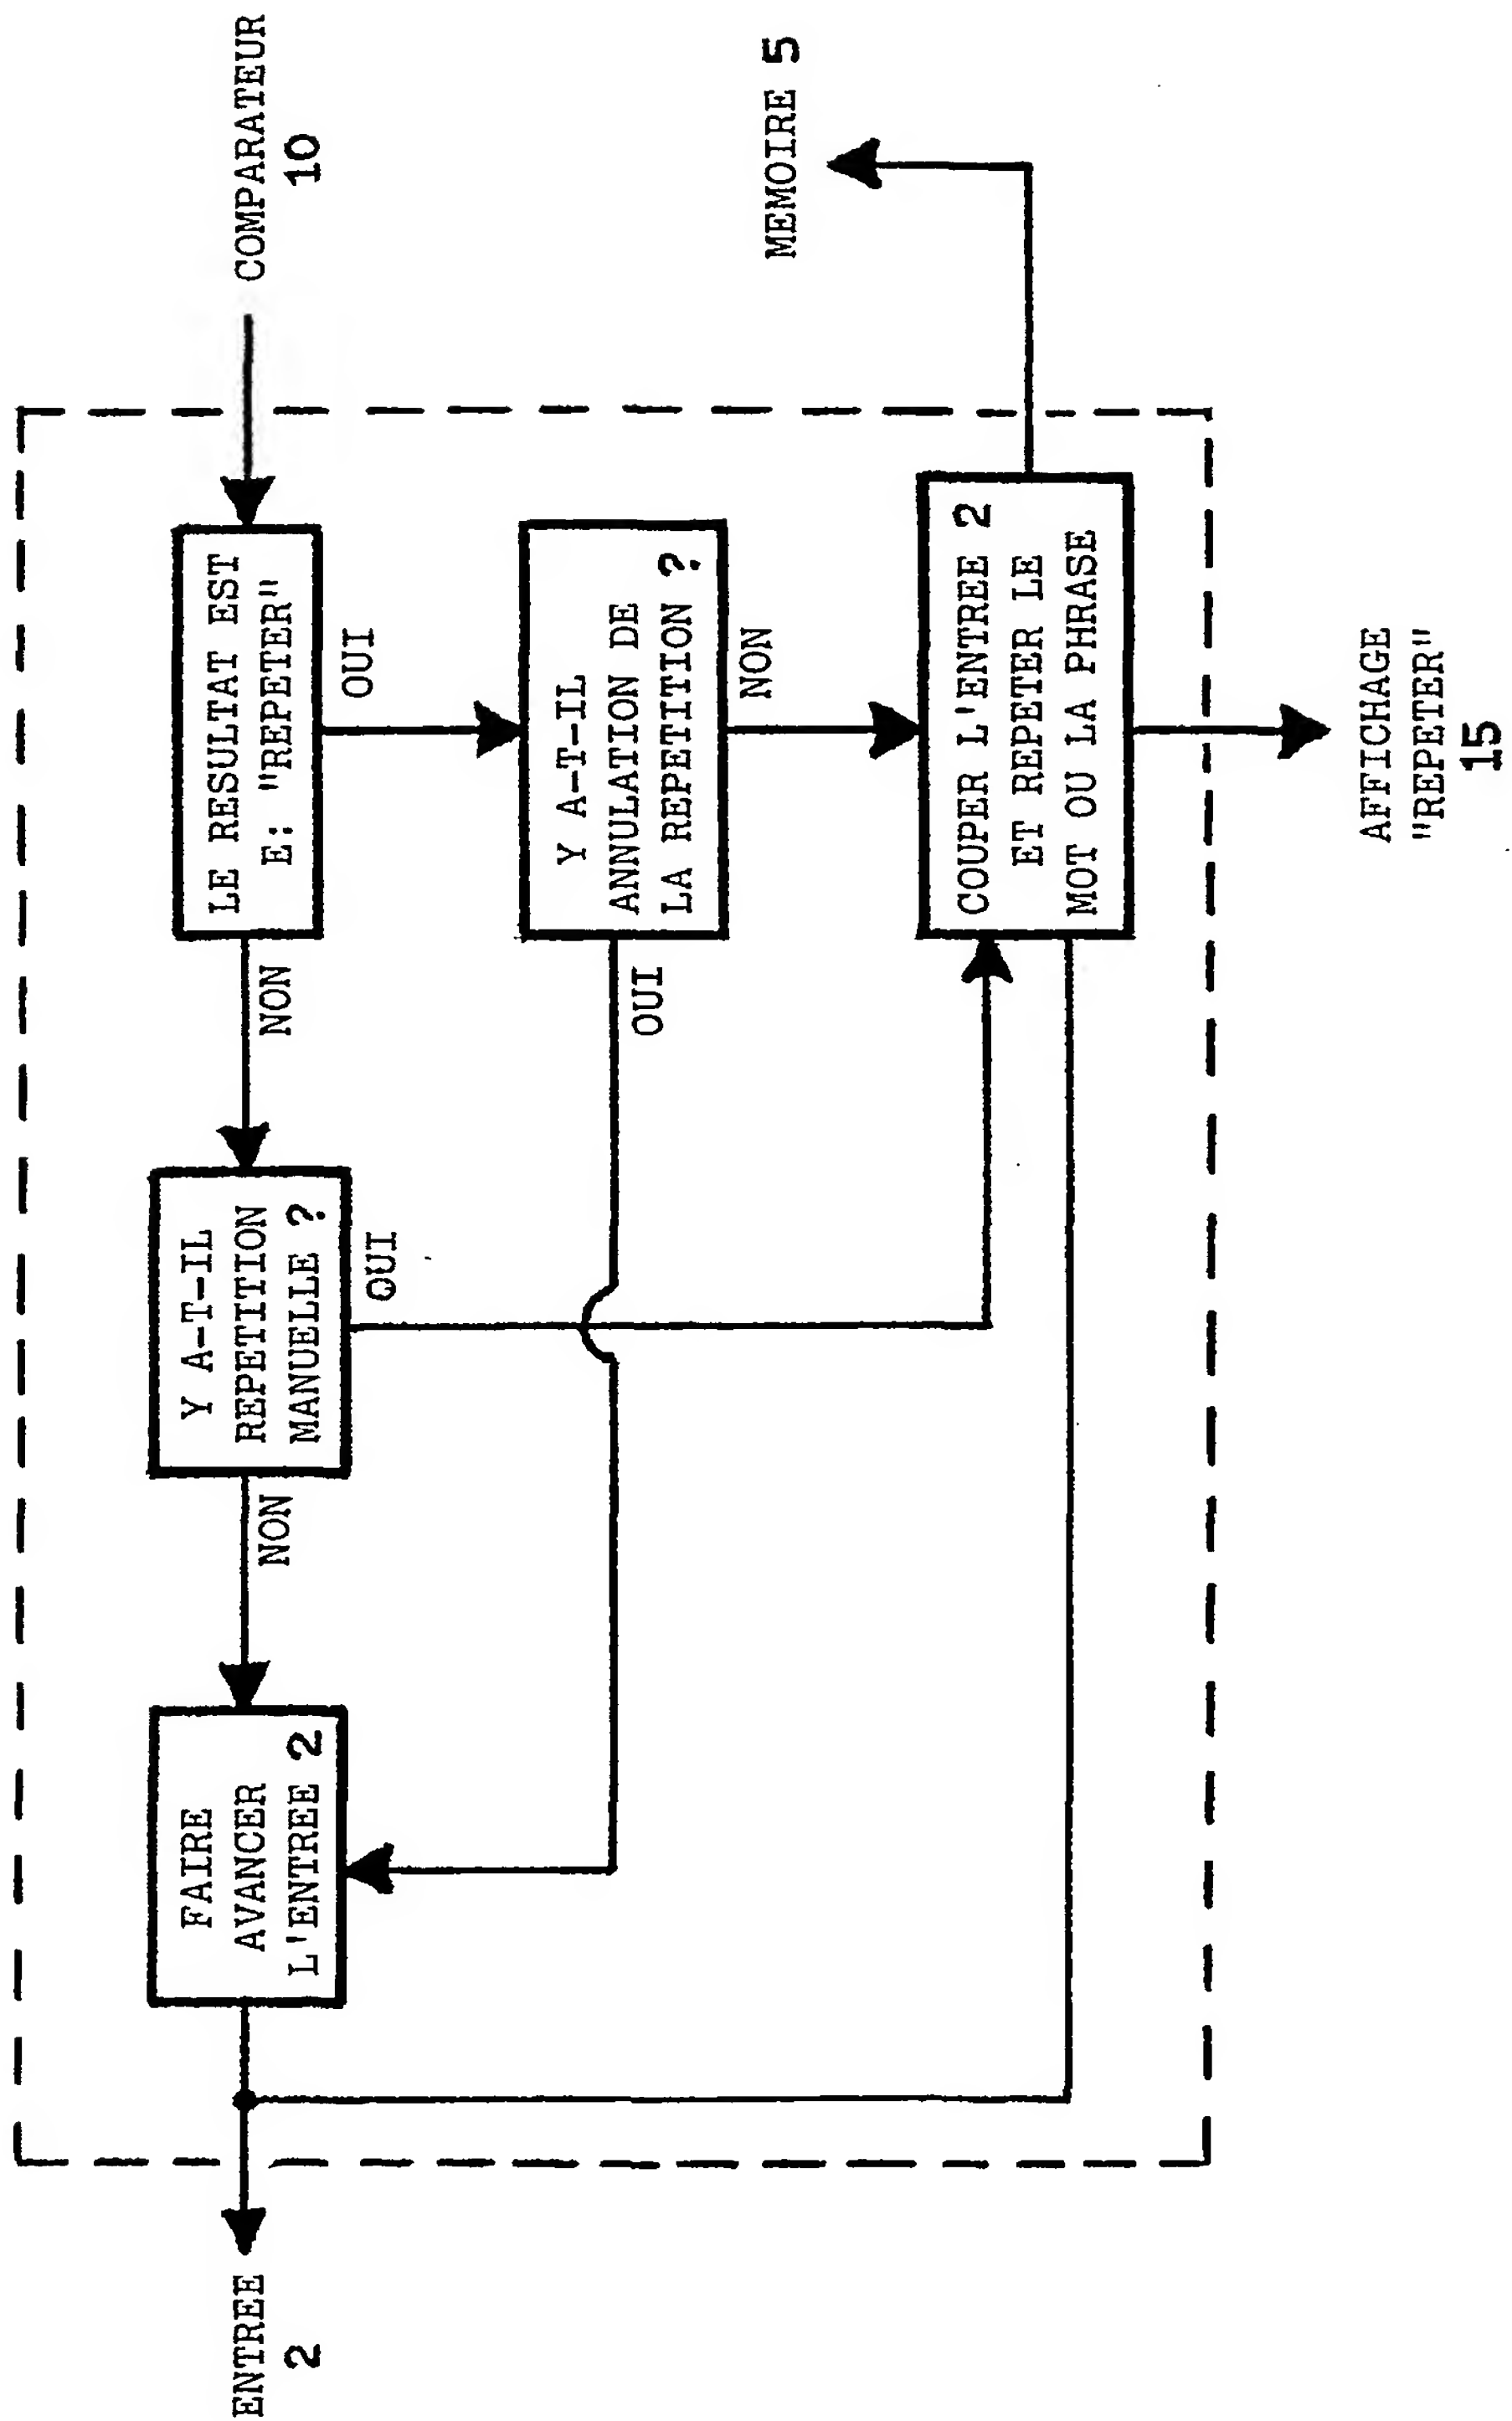 ENTREE
2
FAIRE
AVANCER
L'ENTREE 2
NON
Y A-T-IL
REPETITION
MANUELLE ?
OUI
NON
LE RESULTAT EST
E: "REPETER"
OUI
COMPARATEUR
10
Y A-T-IL
ANNULATION DE
LA REPETITION ?
OUI
NON
MEMOIRE 5
COUPER L'ENTREE 2
ET REPETER LE
MOT OU LA PHRASE
AFFICHAGE
"REPETER"
15